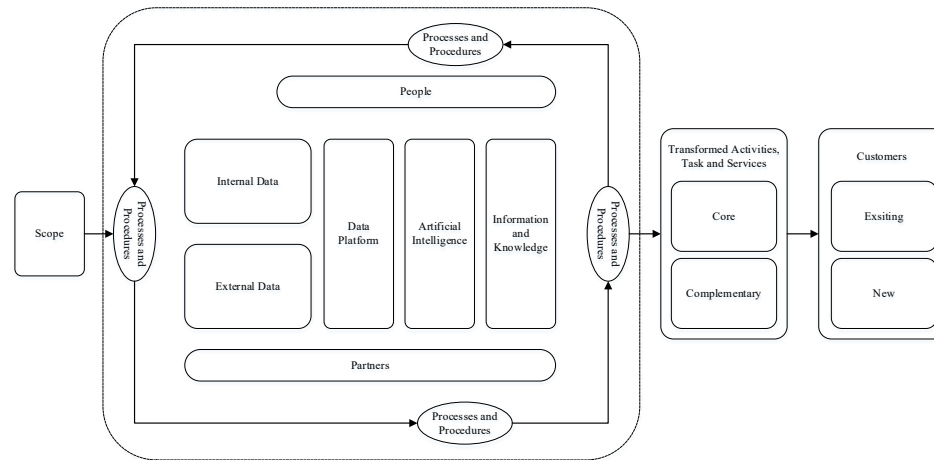 Processes and
Procedures
People
Scope
Processes and
Procedures
Internal Data
External Data
Data
Platform
Artificial
Intelligence
Information
and
Knowledge
Processes and
Procedures
Transformed Activities,
Task and Services
Core
Complementary
Customers
Exsiting
New
Partners
Processes and
Procedures